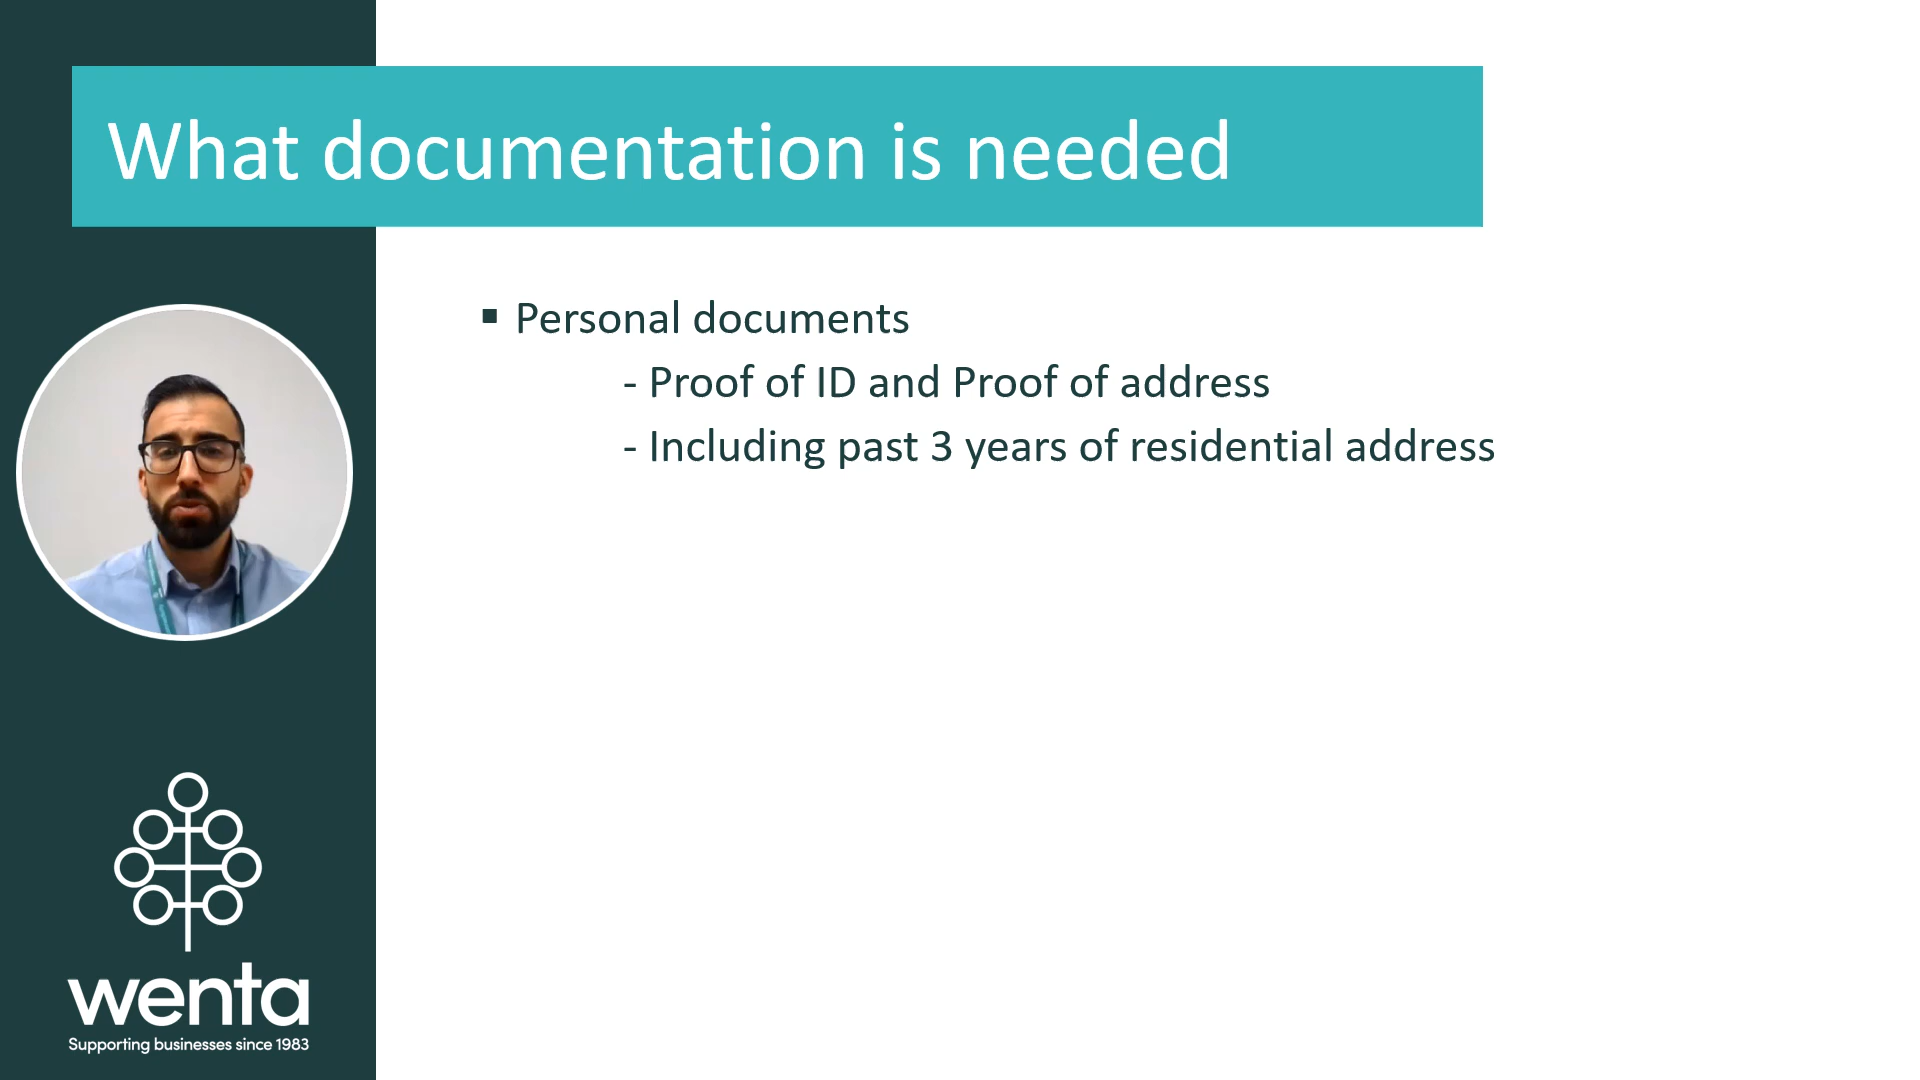 What documentation is needed
▪ Personal documents
- Proof of ID and Proof of address
- Including past 3 years of residential address
wenta
Supporting businesses since 1983